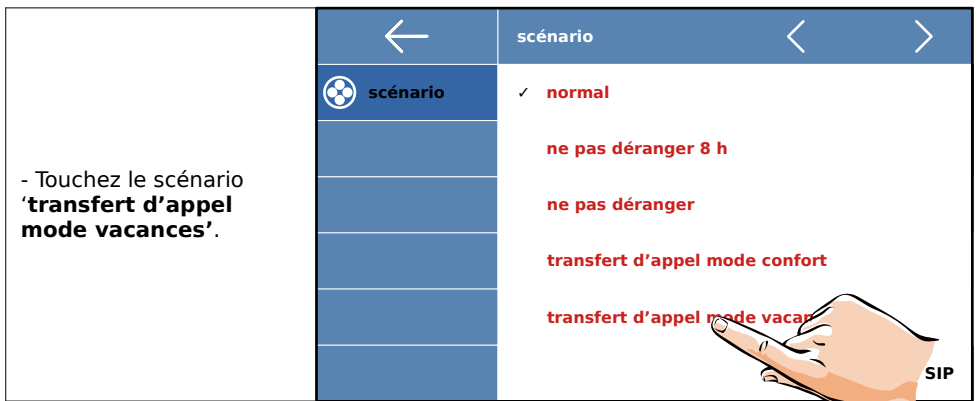 - Touchez le scénario
‘transfert d’appel
mode vacances’.
scénario
scénario
✓ normal
ne pas déranger 8 h
ne pas déranger
transfert d’appel mode confort
transfert d’appel mode
SIP